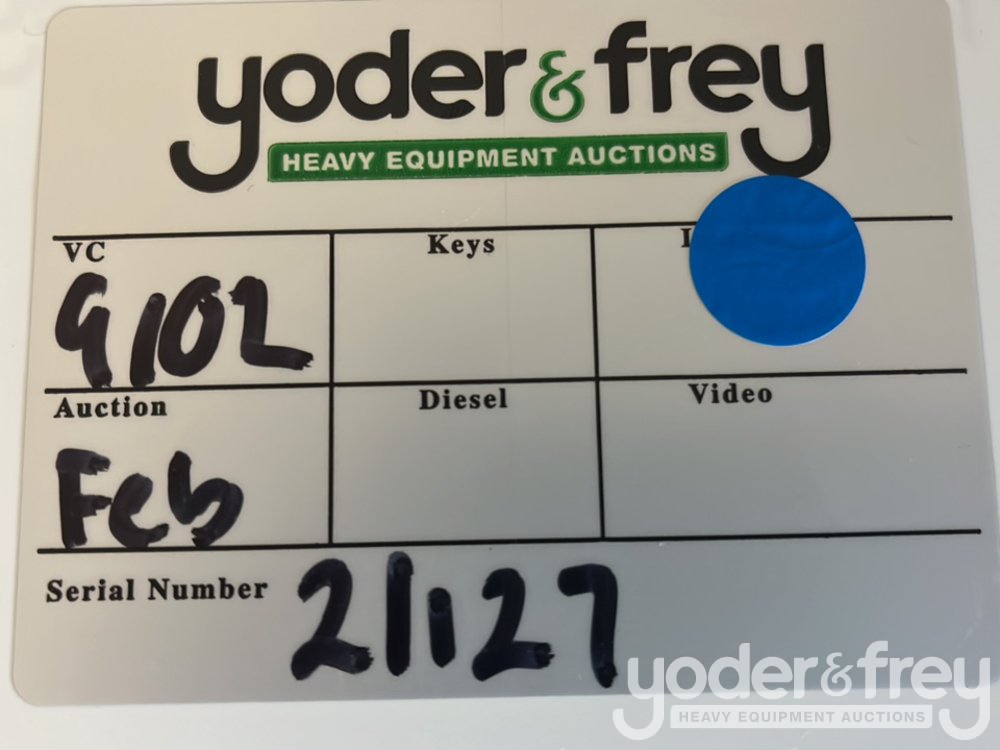 yoder & frey
HEAVY EQUIPMENT AUCTIONS
VC
Keys
9102
Auction
Diesel
Video
Feb
Serial Number 21127
yoder & frey
HEAVY EQUIPMENT AUCTIONS